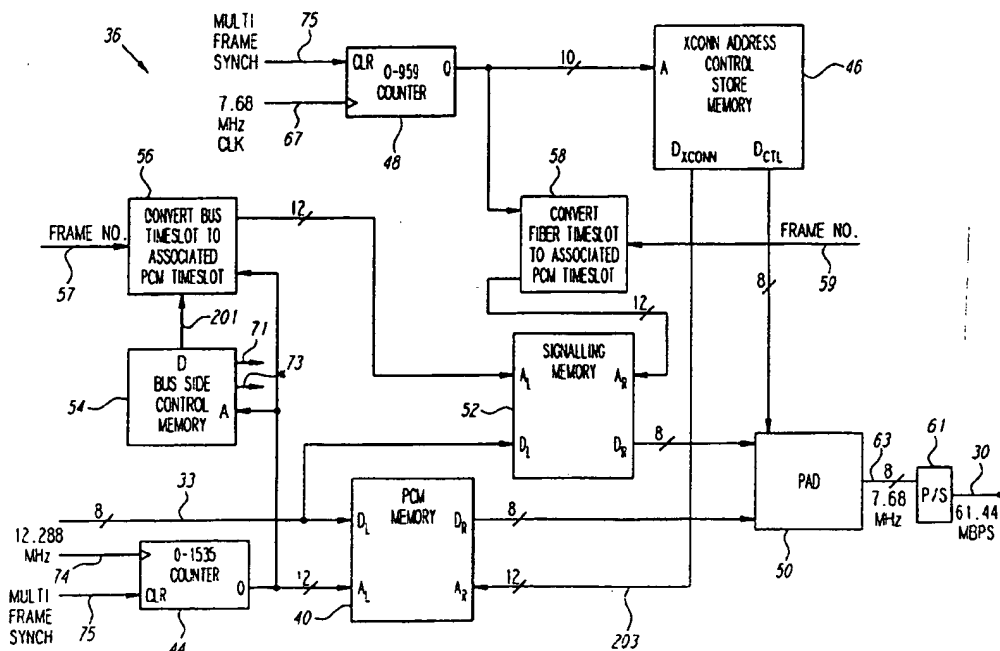 36
MULTI
FRAME
SYNCH
75
7.68
MHz
CLK
67
CLR
O
0-959
COUNTER
48
10
A
XCONN ADDRESS
CONTROL
STORE
MEMORY
DXCONN
DCTL
46
56
CONVERT BUS
TIMESLOT TO
ASSOCIATED
PCM TIMESLOT
FRAME NO.
57
12
58
CONVERT
FIBER TIMESLOT
TO ASSOCIATED
PCM TIMESLOT
FRAME NO.
59
12
8
201
D
BUS SIDE
CONTROL
MEMORY
A
54
71
73
SIGNALLING
MEMORY
AL
AR
DL
DR
52
8
PAD
50
63
8
7.68
MHz
61
P/S
30
61.44
MBPS
8
33
PCM
MEMORY
DL
DR
AL
AR
40
8
12
203
12.288
MHz
74
0-1535
COUNTER
O
CLR
12
MULTI
FRAME
SYNCH
75
44